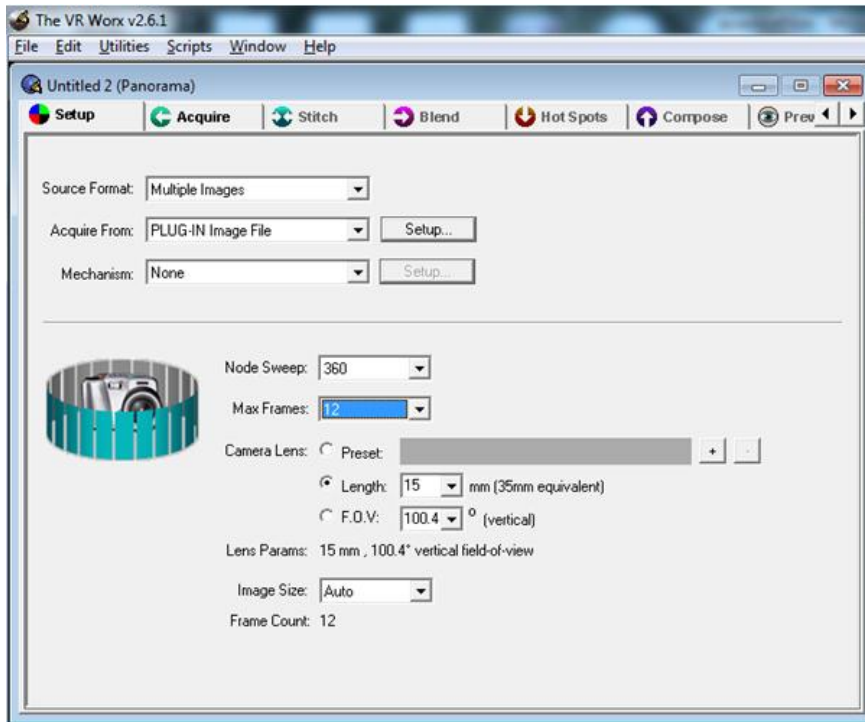 The VR Worx v2.6.1
File Edit Utilities Scripts Window Help
Untitled 2 (Panorama)
Setup Acquire Stitch Blend Hot Spots Compose Prev
Source Format: Multiple Images
Acquire From: PLUG-IN Image File Setup...
Mechanism: None Setup...
Node Sweep: 360
Max Frames: 12
Camera Lens: Preset: + -
Length: 15 mm (35mm equivalent)
F.O.V: 100.4 ° (vertical)
Lens Params: 15 mm , 100.4° vertical field-of-view
Image Size: Auto
Frame Count: 12